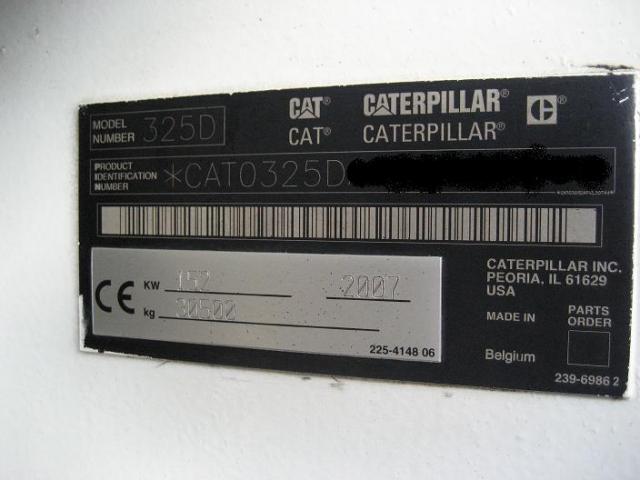 MODEL NUMBER 325D
CAT® CATERPILLAR® C®
CAT® CATERPILLAR®
PRODUCT IDENTIFICATION NUMBER *CAT0325D
CE
KW 152 2007
kg 30500
225-4148 06
CATERPILLAR INC.
PEORIA, IL 61629
USA
MADE IN
Belgium
PARTS ORDER
239-6986 2